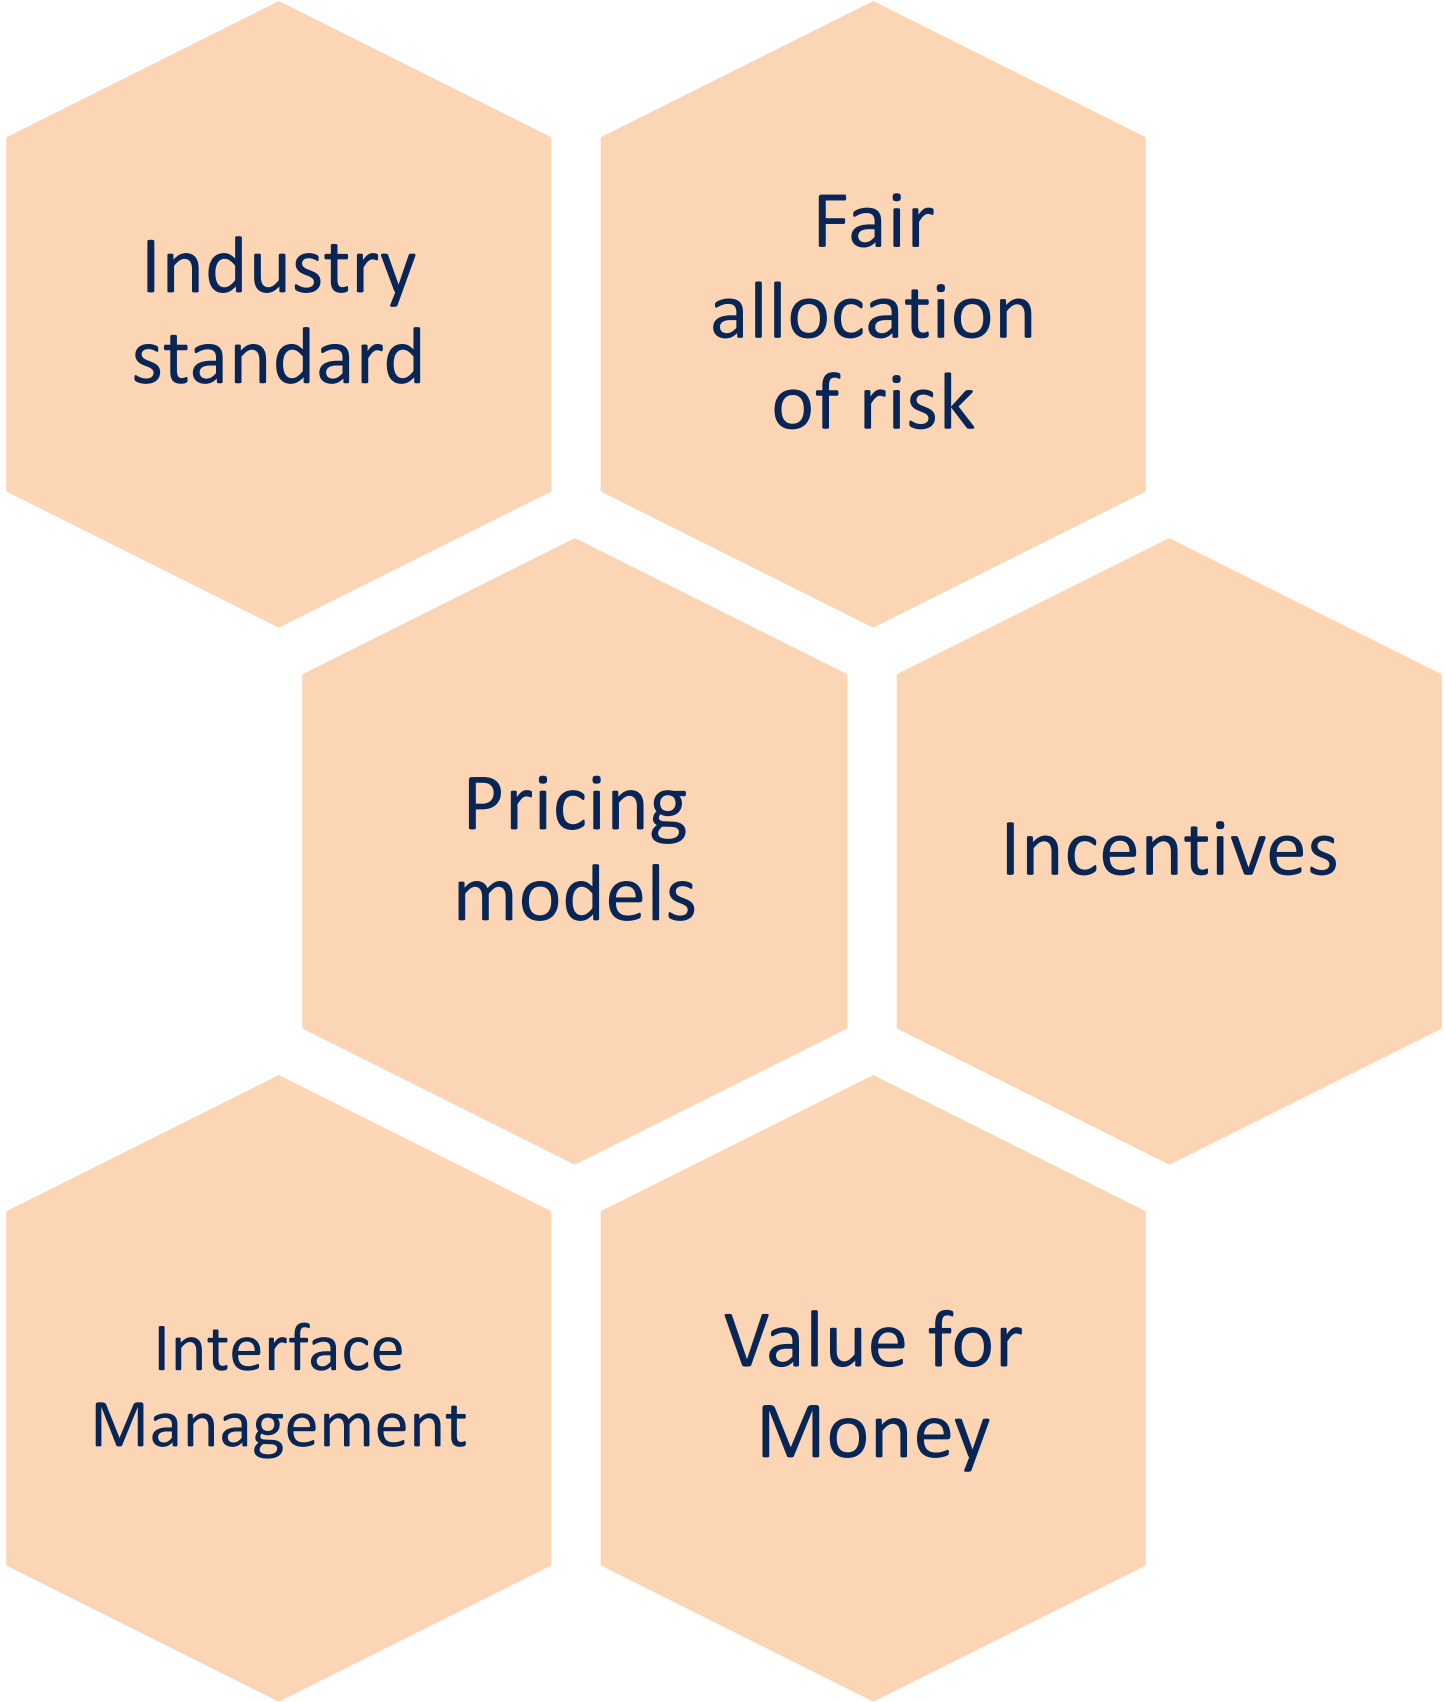 Industry
standard
Fair
allocation
of risk
Pricing
models
Incentives
Interface
Management
Value for
Money